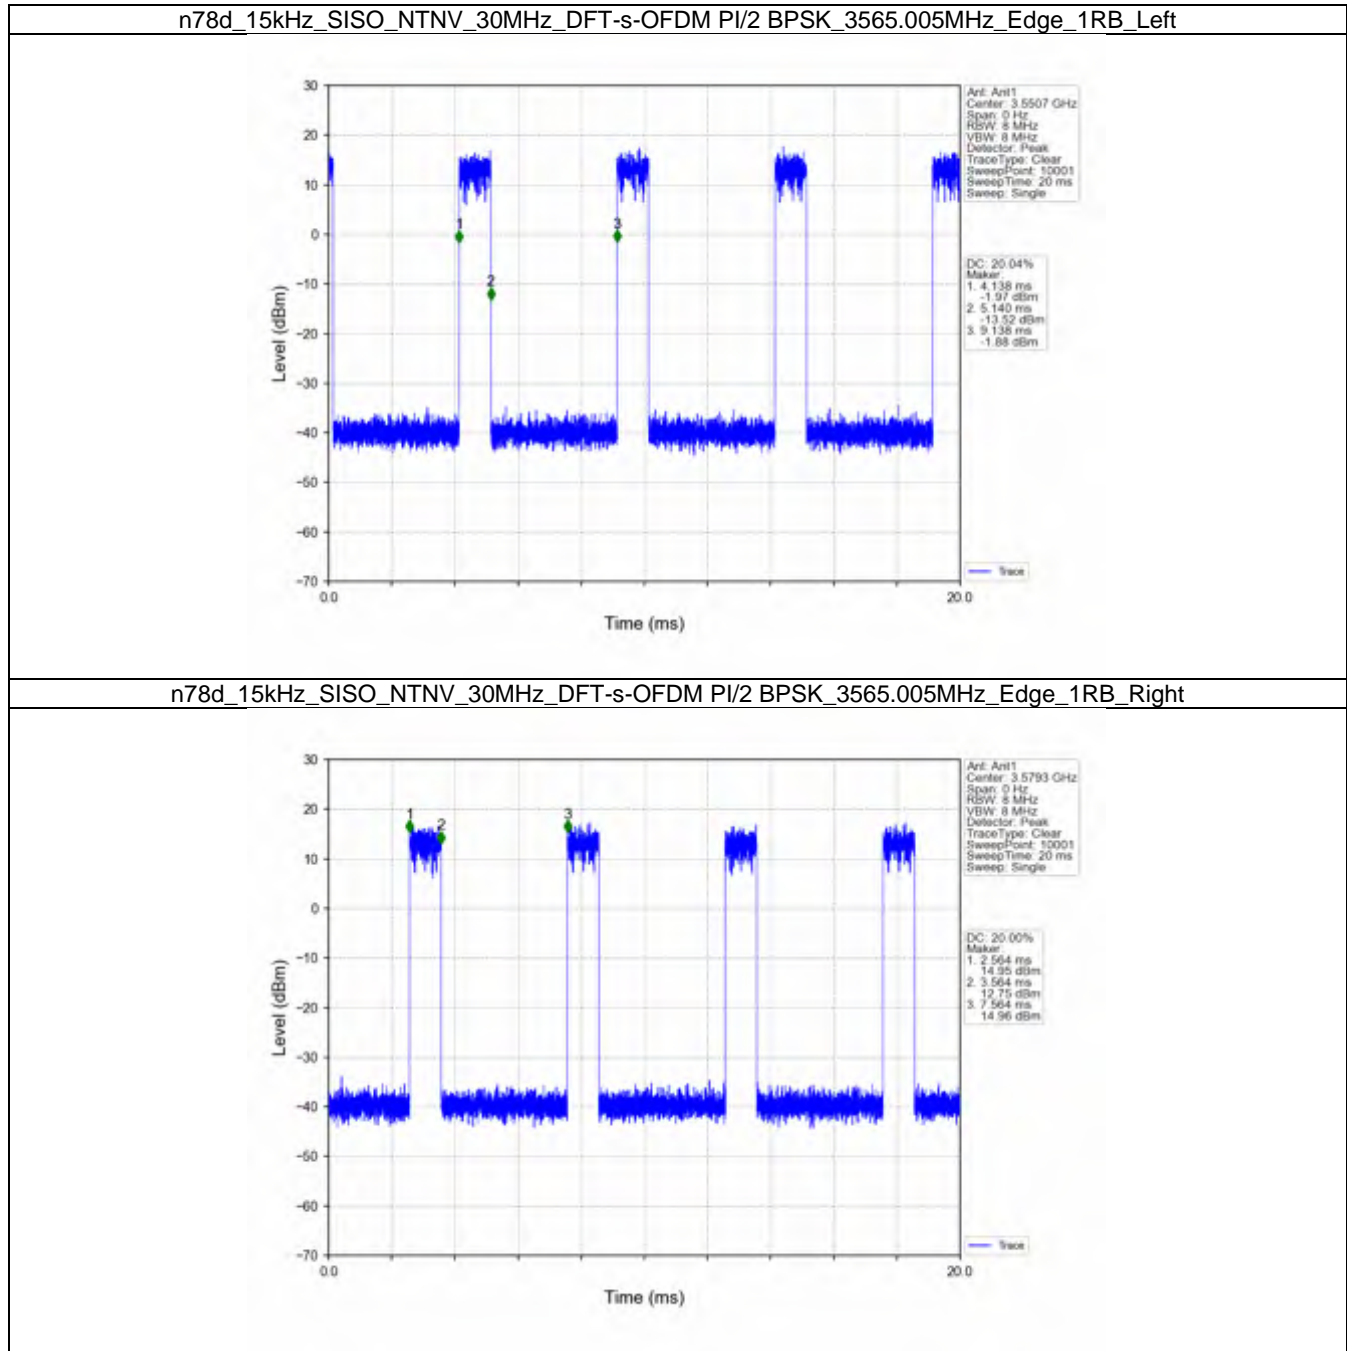 n78d_15kHz_SISO_NTNV_30MHz_DFT-s-OFDM PI/2 BPSK_3565.005MHz_Edge_1RB_Left
30
20
10
0
−10
−20
−30
−40
−50
−60
−70
Level (dBm)
1
2
3
0.0
20.0
Time (ms)
Ant: Ant1
Center: 3.5507 GHz
Span: 0 Hz
RBW: 8 MHz
VBW: 8 MHz
Detector: Peak
TraceType: Clear
SweepPoint: 10001
SweepTime: 20 ms
Sweep: Single
DC: 20.04%
Maker:
1. 4.138 ms
-1.97 dBm
2. 5.140 ms
-13.52 dBm
3. 9.138 ms
-1.88 dBm
Trace
n78d_15kHz_SISO_NTNV_30MHz_DFT-s-OFDM PI/2 BPSK_3565.005MHz_Edge_1RB_Right
30
20
10
0
−10
−20
−30
−40
−50
−60
−70
Level (dBm)
1
2
3
0.0
20.0
Time (ms)
Ant: Ant1
Center: 3.5793 GHz
Span: 0 Hz
RBW: 8 MHz
VBW: 8 MHz
Detector: Peak
TraceType: Clear
SweepPoint: 10001
SweepTime: 20 ms
Sweep: Single
DC: 20.00%
Maker:
1. 2.564 ms
14.95 dBm
2. 3.564 ms
12.75 dBm
3. 7.564 ms
14.96 dBm
Trace